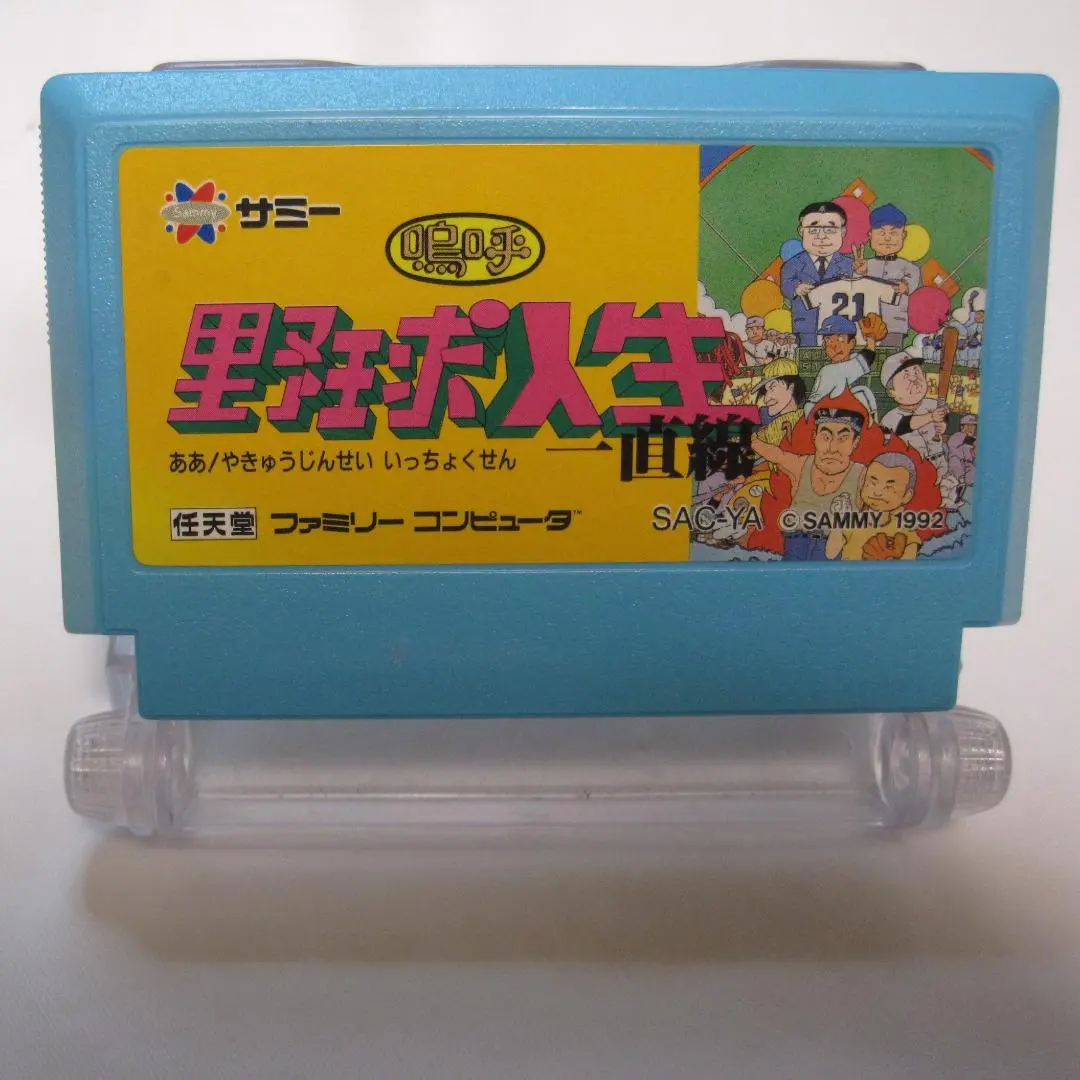 Sammy サミー
嗚呼
野球人生
一直線
ああ!やきゅうじんせい いっちょくせん
任天堂 ファミリー コンピュータ™
SAC-YA © SAMMY 1992
21